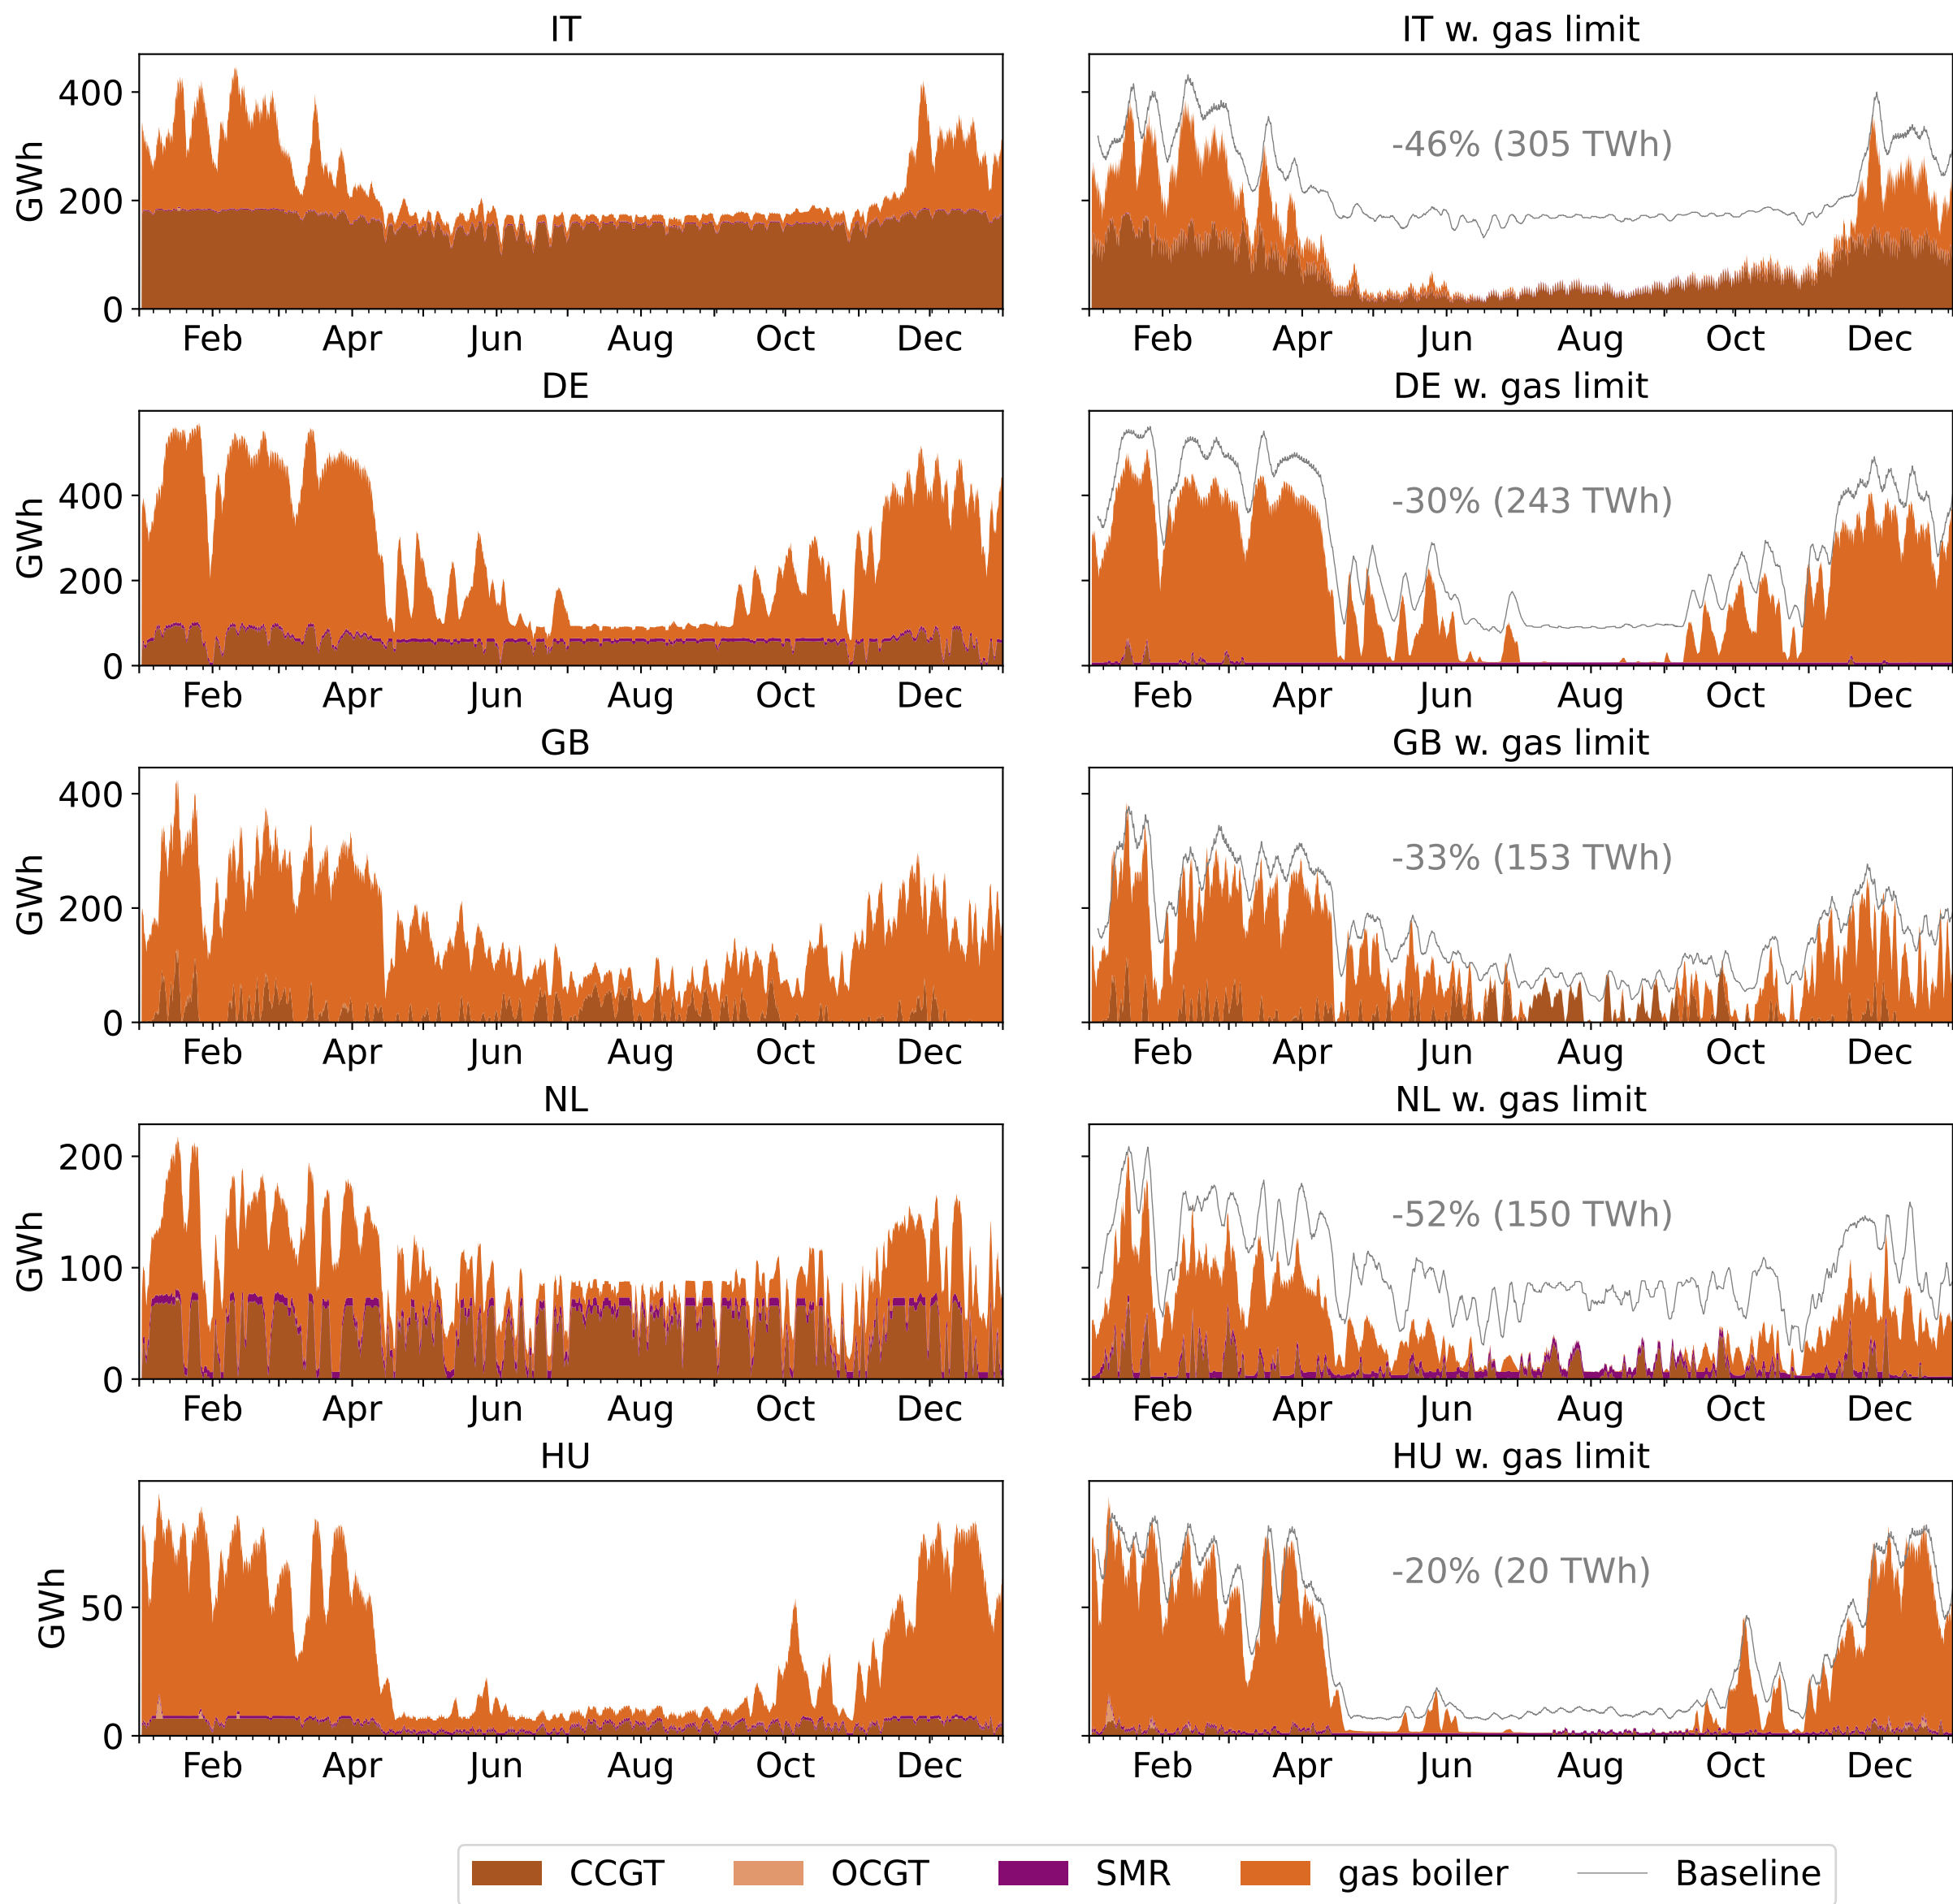 IT
IT w. gas limit
GWh
400
200
0
-46% (305 TWh)
Feb Apr Jun Aug Oct Dec
Feb Apr Jun Aug Oct Dec
DE
DE w. gas limit
GWh
400
200
0
-30% (243 TWh)
Feb Apr Jun Aug Oct Dec
Feb Apr Jun Aug Oct Dec
GB
GB w. gas limit
GWh
400
200
0
-33% (153 TWh)
Feb Apr Jun Aug Oct Dec
Feb Apr Jun Aug Oct Dec
NL
NL w. gas limit
GWh
200
100
0
-52% (150 TWh)
Feb Apr Jun Aug Oct Dec
Feb Apr Jun Aug Oct Dec
HU
HU w. gas limit
GWh
50
0
-20% (20 TWh)
Feb Apr Jun Aug Oct Dec
Feb Apr Jun Aug Oct Dec
CCGT OCGT SMR gas boiler Baseline